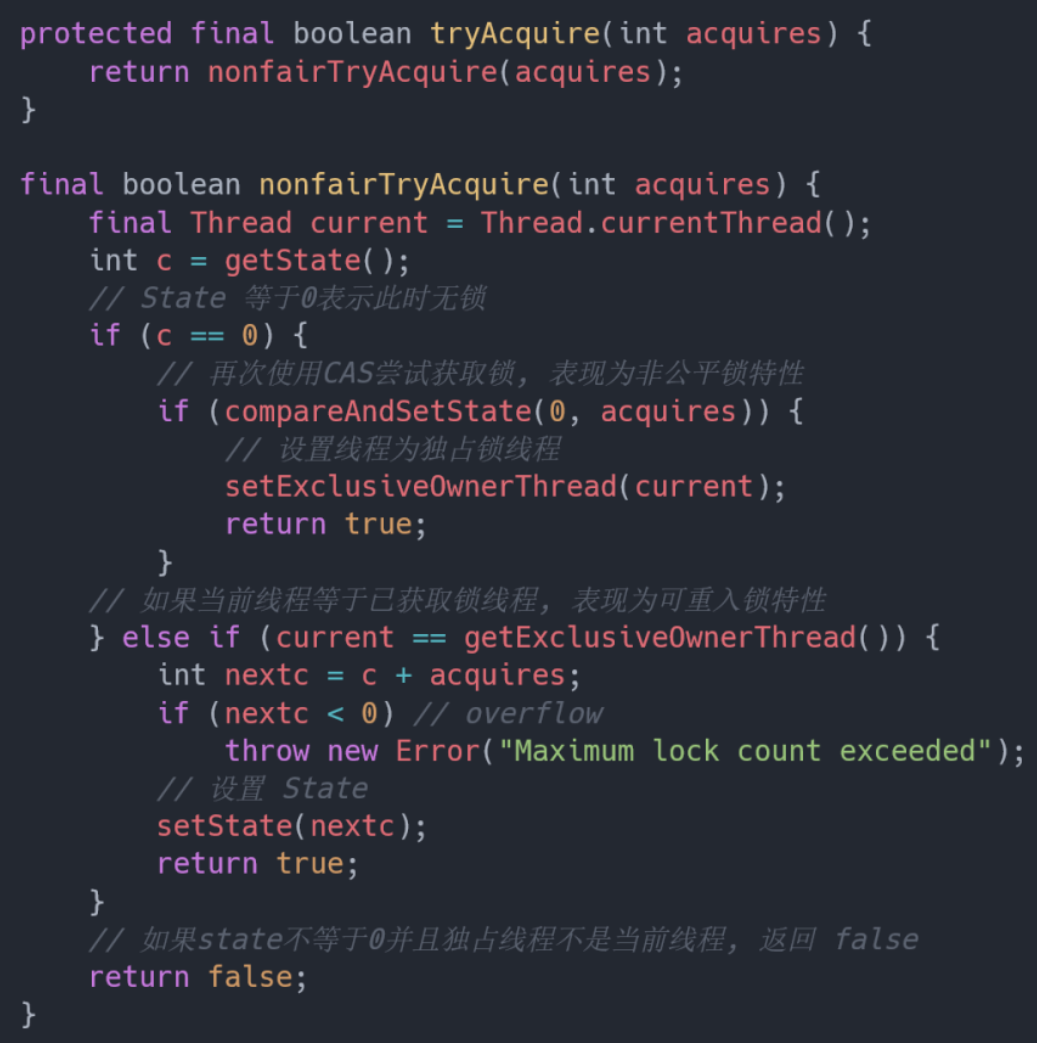 protected final boolean tryAcquire(int acquires) {
    return nonfairTryAcquire(acquires);
}

final boolean nonfairTryAcquire(int acquires) {
    final Thread current = Thread.currentThread();
    int c = getState();
    // State 等于0表示此时无锁
    if (c == 0) {
        // 再次使用CAS尝试获取锁, 表现为非公平锁特性
        if (compareAndSetState(0, acquires)) {
            // 设置线程为独占锁线程
            setExclusiveOwnerThread(current);
            return true;
        }
    // 如果当前线程等于已获取锁线程, 表现为可重入锁特性
    } else if (current == getExclusiveOwnerThread()) {
        int nextc = c + acquires;
        if (nextc < 0) // overflow
            throw new Error("Maximum lock count exceeded");
        // 设置 State
        setState(nextc);
        return true;
    }
    // 如果state不等于0并且独占线程不是当前线程, 返回 false
    return false;
}